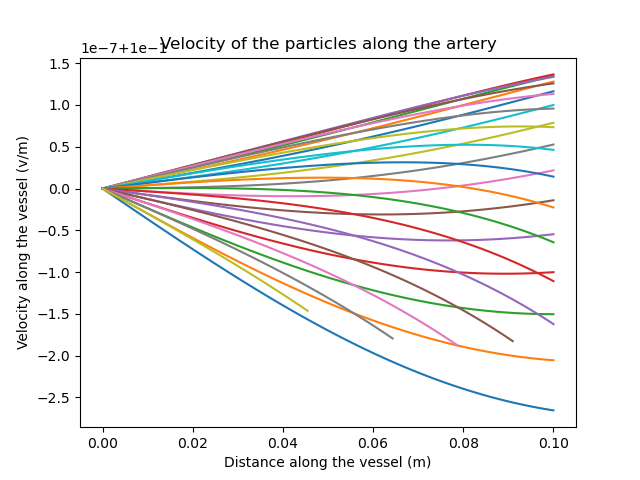 Velocity of the particles along the artery
1e−7+1e−1
1.5
1.0
0.5
0.0
−0.5
−1.0
−1.5
−2.0
−2.5
Velocity along the vessel (v/m)
0.00 0.02 0.04 0.06 0.08 0.10
Distance along the vessel (m)